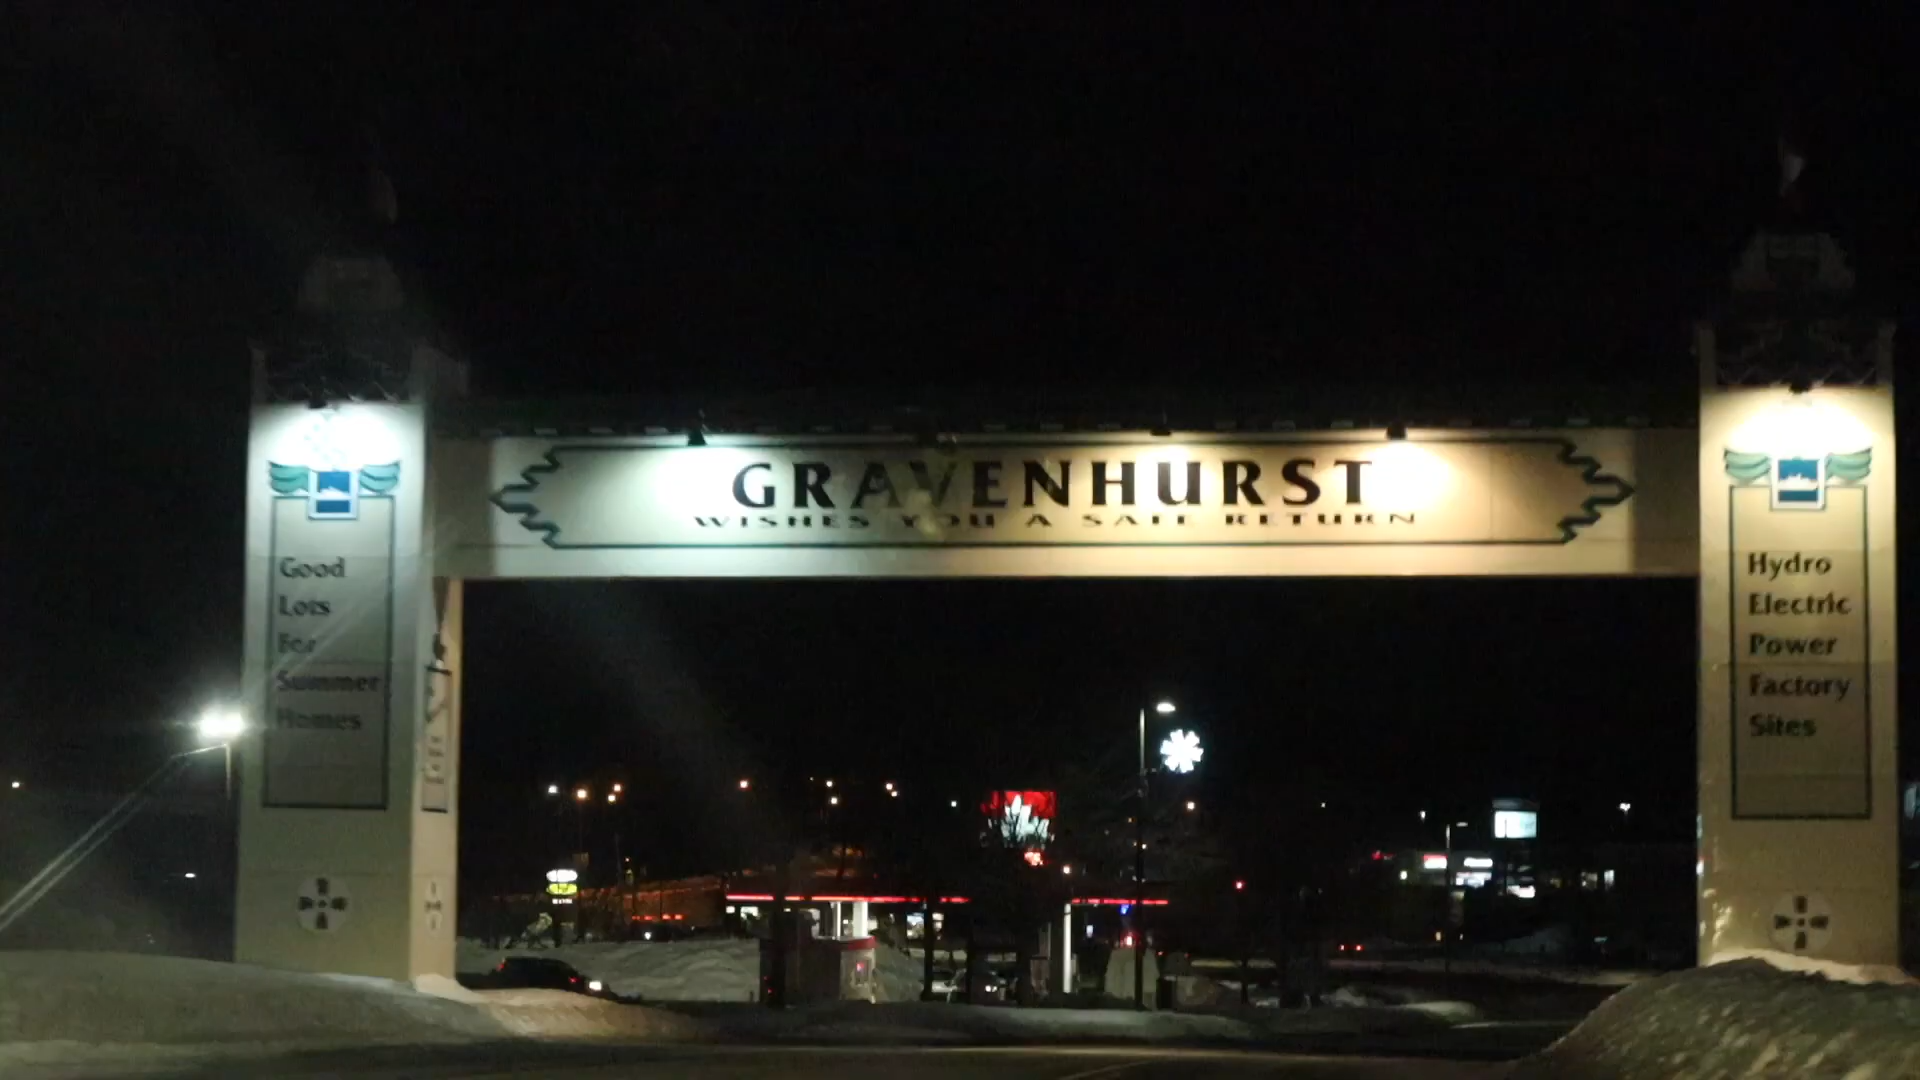 GRAVENHURST
WISHES YOU A SAFE RETURN
Good
Lots
For
Summer
Homes
Hydro
Electric
Power
Factory
Sites